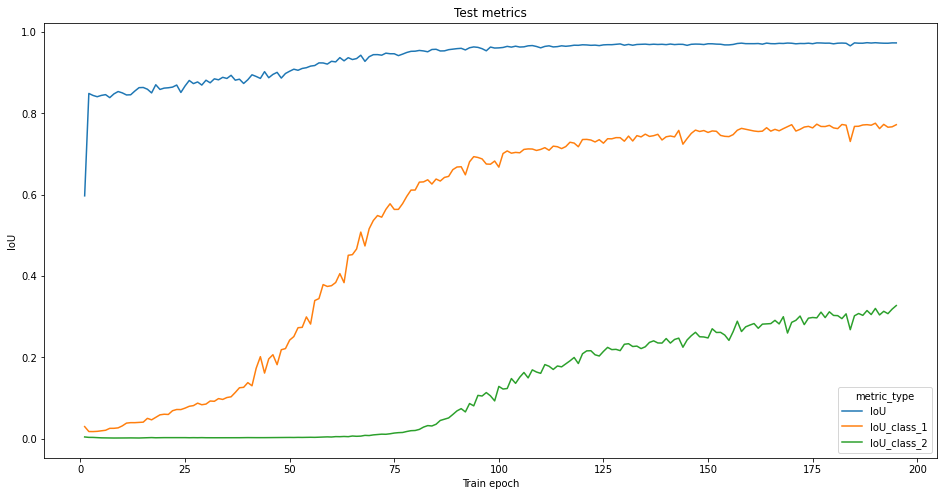 Test metrics
1.0
0.8
0.6
0.4
0.2
0.0
IoU
0
25
50
75
100
125
150
175
200
Train epoch
metric_type
IoU
IoU_class_1
IoU_class_2